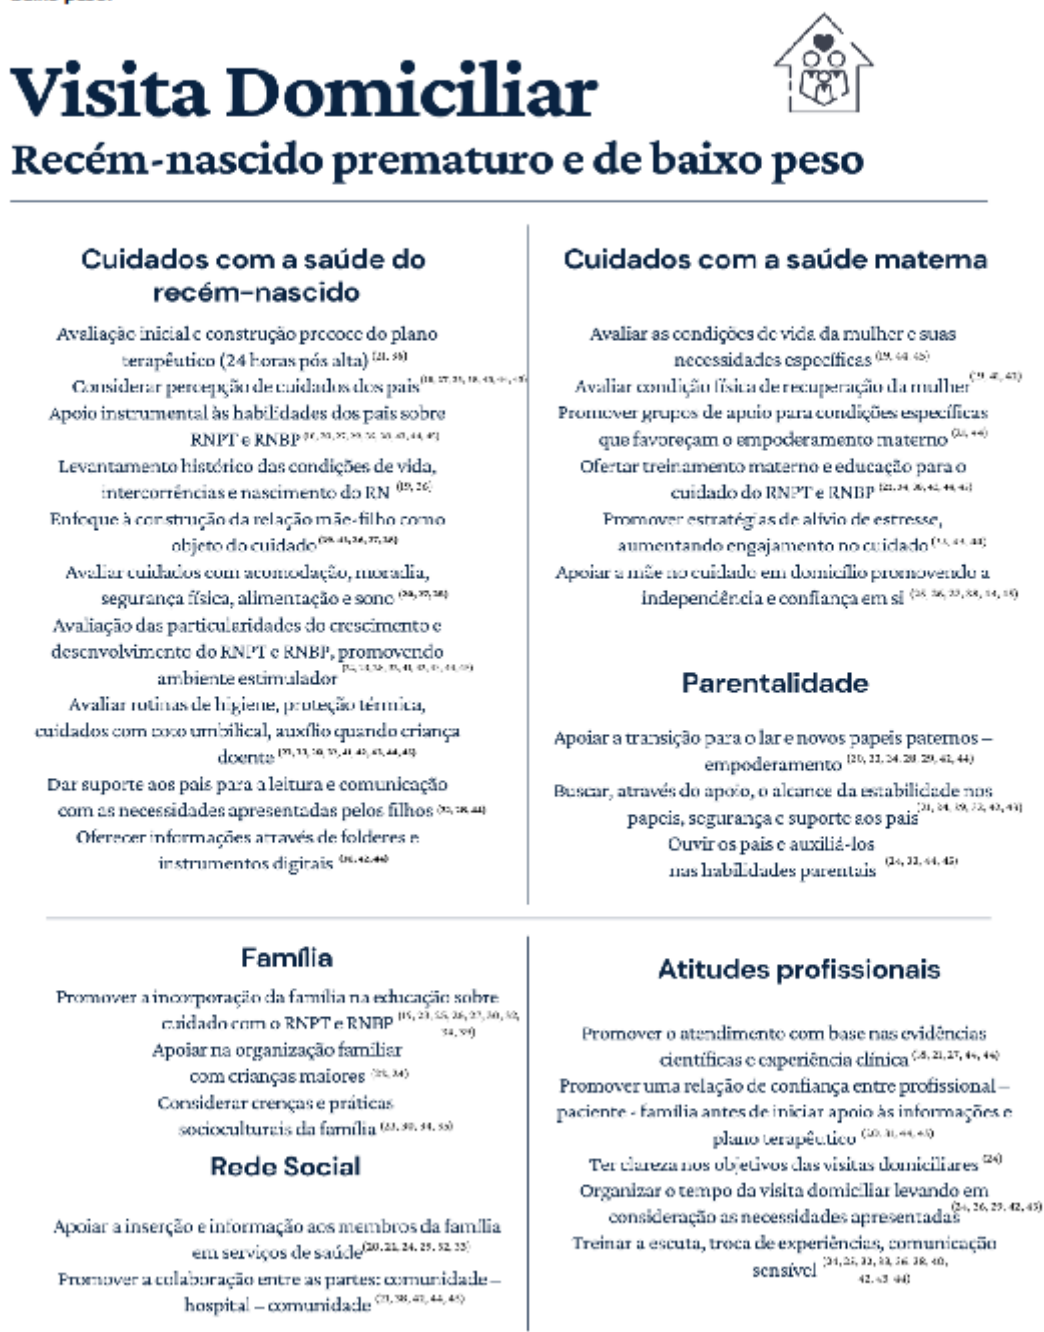 Visita Domiciliar
Recém-nascido prematuro e de baixo peso
Cuidados com a saúde do
recém-nascido
Avaliação inicial e construção precoce do plano
terapêutico (24 horas pós alta)
Considerar percepção de cuidados dos pais
Apoio instrumental às habilidades dos pais sobre
RNPT e RNBP
Levantamento histórico das condições de vida,
intercorrências e nascimento do RN (19, 26)
Enfoque à construção da relação mãe-filho como
objeto do cuidado
Avaliar cuidados com acomodação, moradia,
segurança física, alimentação e sono
Avaliação das particularidades do crescimento e
desenvolvimento do RNPT e RNBP, promovendo
ambiente estimulador
Avaliar rotinas de higiene, proteção térmica,
cuidados com coto umbilical, auxílio quando criança
doente
Dar suporte aos pais para a leitura e comunicação
com as necessidades apresentadas pelos filhos
Oferecer informações através de folderes e
instrumentos digitais
Cuidados com a saúde materna
Avaliar as condições de vida da mulher e suas
necessidades específicas
Avaliar condição física de recuperação da mulher
Promover grupos de apoio para condições específicas
que favoreçam o empoderamento materno
Ofertar treinamento materno e educação para o
cuidado do RNPT e RNBP
Promover estratégias de alívio de estresse,
aumentando engajamento no cuidado
Apoiar a mãe no cuidado em domicílio promovendo a
independência e confiança em si
Parentalidade
Apoiar a transição para o lar e novos papeis paternos –
empoderamento
Buscar, através do apoio, o alcance da estabilidade nos
papeis, segurança e suporte aos pais
Ouvir os pais e auxiliá-los
nas habilidades parentais
Família
Promover a incorporação da família na educação sobre
cuidado com o RNPT e RNBP
Apoiar na organização familiar
com crianças maiores
Considerar crenças e práticas
socioculturais da família
Rede Social
Apoiar a inserção e informação aos membros da família
em serviços de saúde
Promover a colaboração entre as partes: comunidade –
hospital – comunidade
Atitudes profissionais
Promover o atendimento com base nas evidências
científicas e experiência clínica
Promover uma relação de confiança entre profissional –
paciente - família antes de iniciar apoio às informações e
plano terapêutico
Ter clareza nos objetivos das visitas domiciliares (24)
Organizar o tempo da visita domiciliar levando em
consideração as necessidades apresentadas
Treinar a escuta, troca de experiências, comunicação
sensível